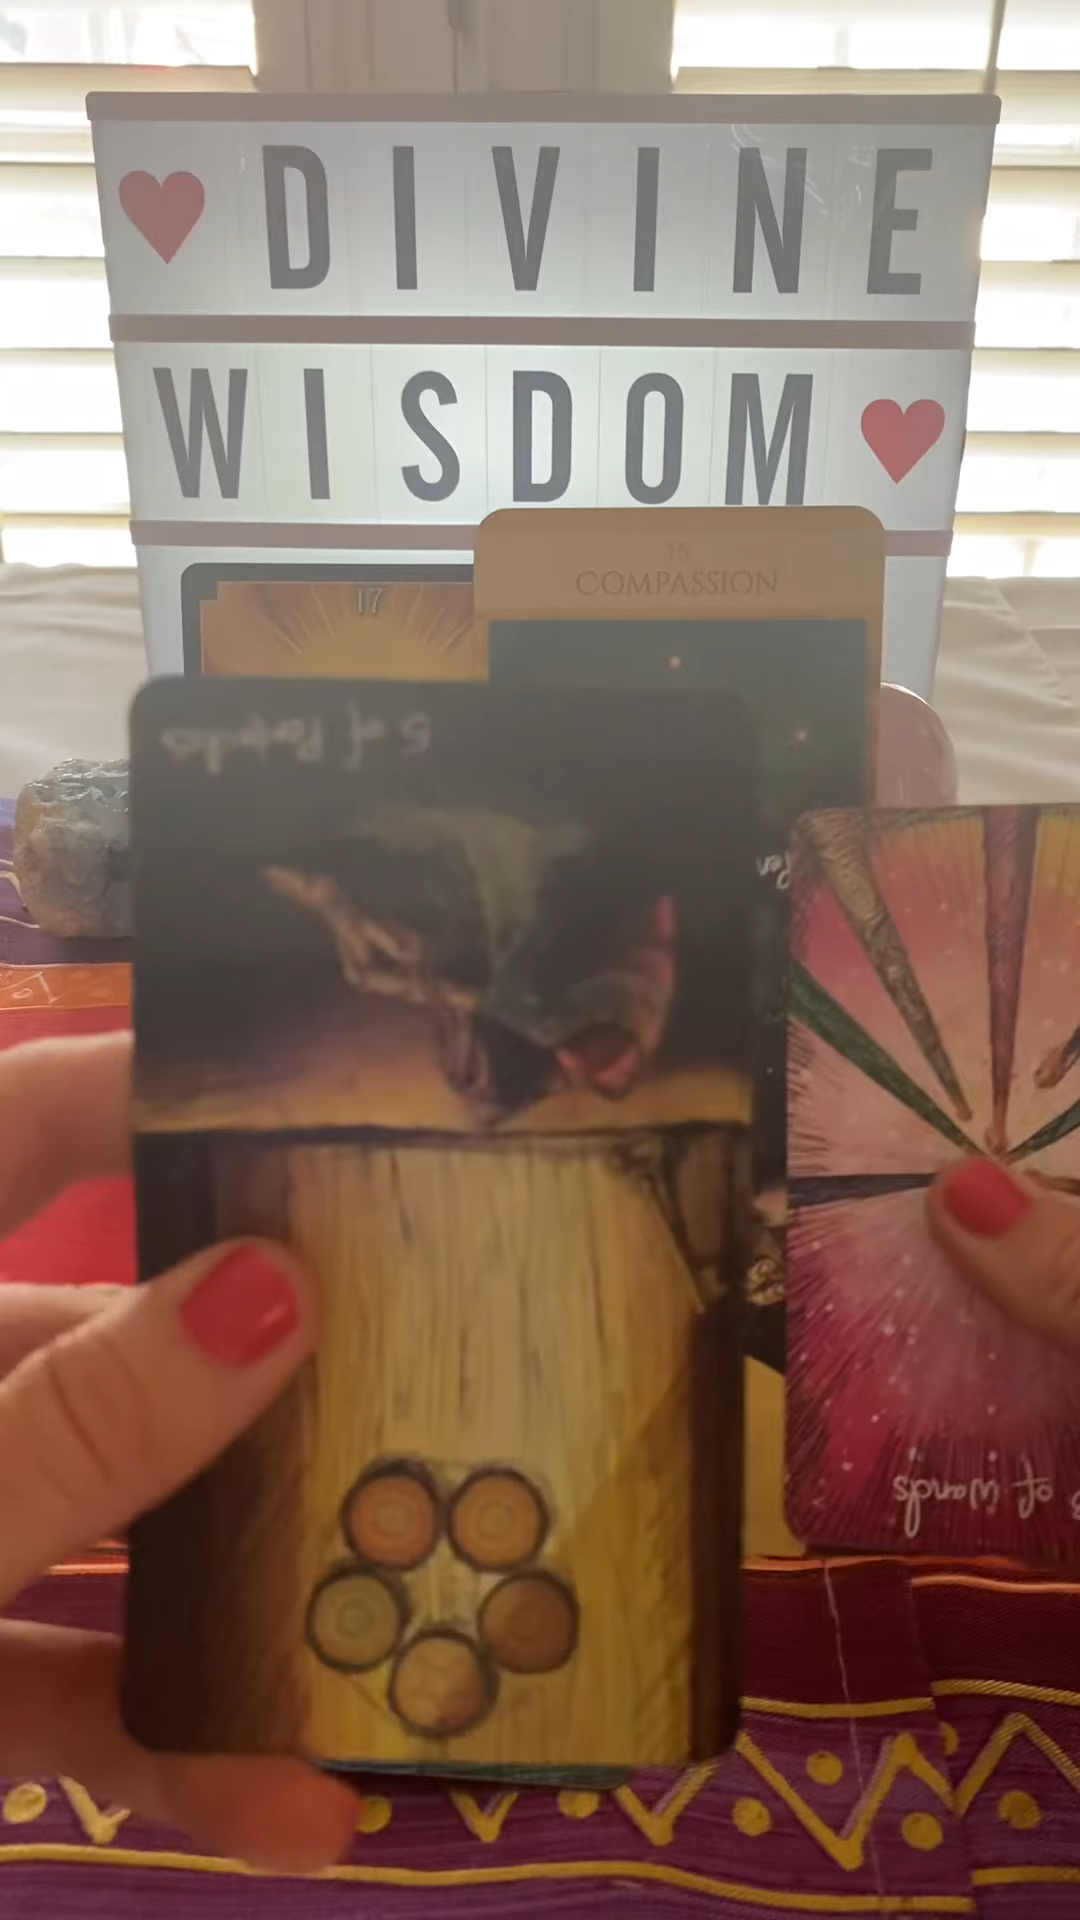 ♥ DIVINE
WISDOM ♥
15
COMPASSION
17
5 of Pentacles
of wands